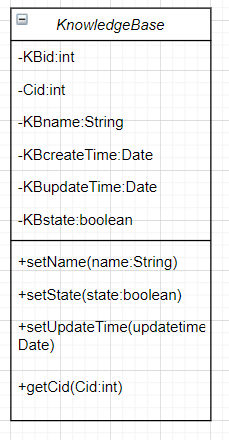 KnowledgeBase
-KBid:int
-Cid:int
-KBname:String
-KBcreateTime:Date
-KBupdateTime:Date
-KBstate:boolean
+setName(name:String)
+setState(state:boolean)
+setUpdateTime(updatetime
Date)
+getCid(Cid:int)